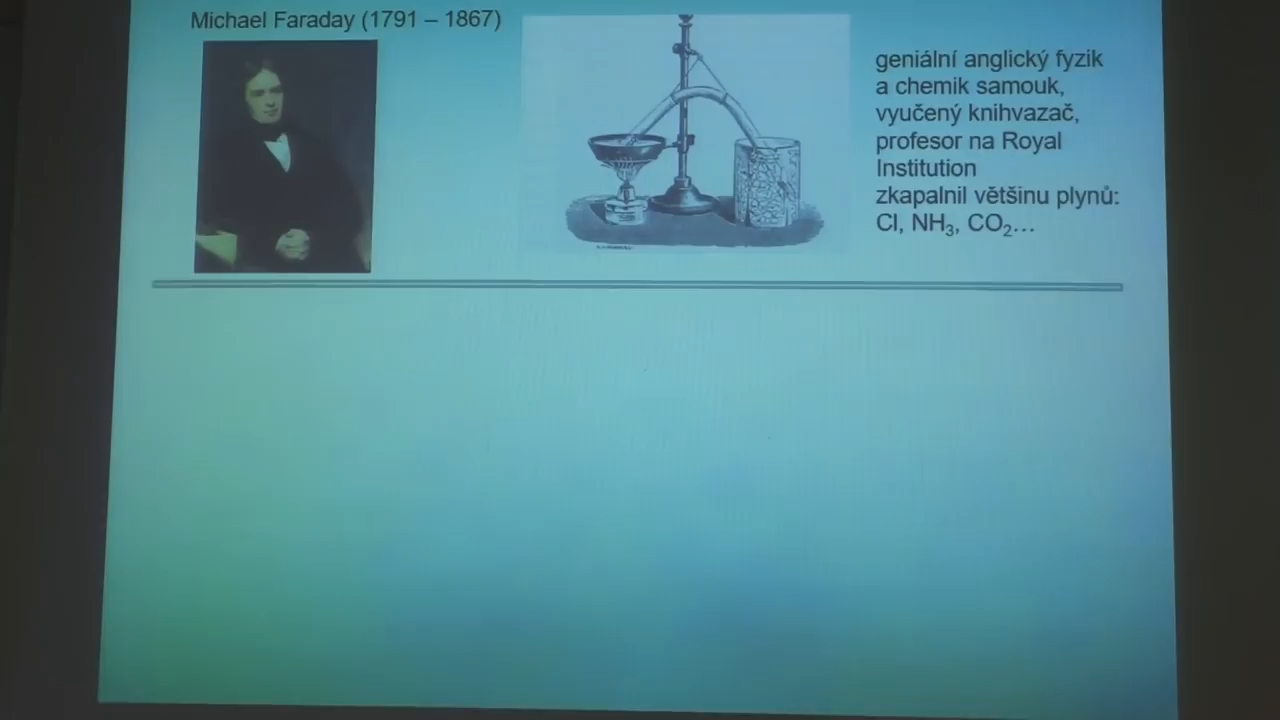 Michael Faraday (1791 – 1867)
geniální anglický fyzik
a chemik samouk,
vyučený knihvazač,
profesor na Royal
Institution
zkapalnil většinu plynů:
Cl, NH₃, CO₂…